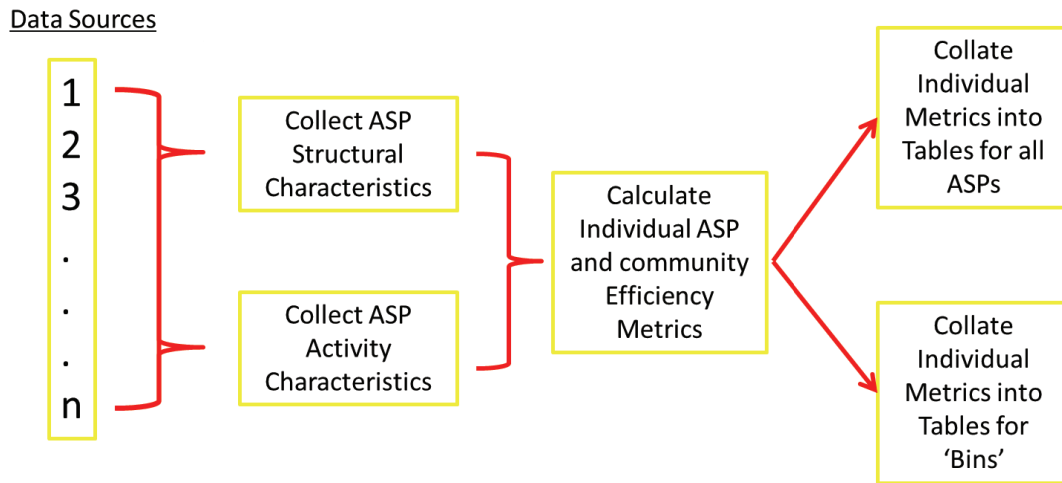 Data Sources
1
2
3
.
.
.
n
Collect ASP
Structural
Characteristics
Collect ASP
Activity
Characteristics
Calculate
Individual ASP
and community
Efficiency
Metrics
Collate
Individual
Metrics into
Tables for all
ASPs
Collate
Individual
Metrics into
Tables for
‘Bins’